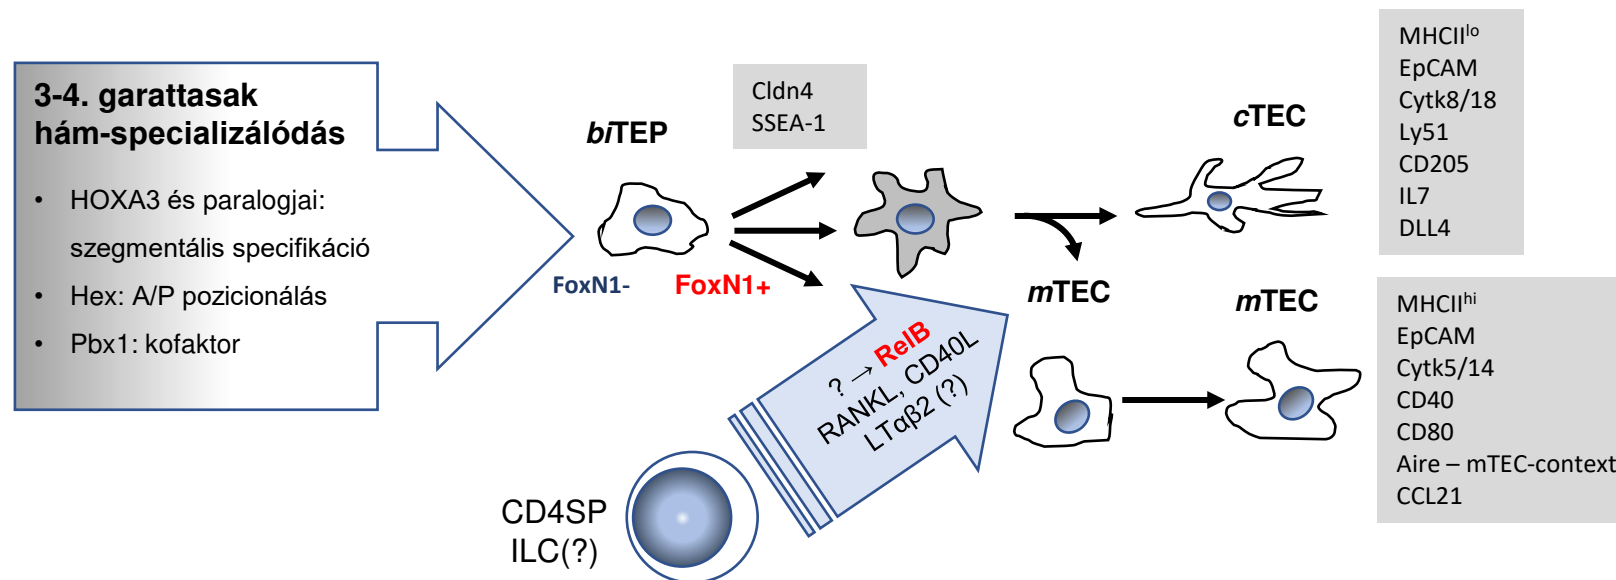 3-4. garattasak
hám-specializálódás
• HOXA3 és paralogjai:
szegmentális specifikáció
• Hex: A/P pozicionálás
• Pbx1: kofaktor
biTEP
FoxN1-
FoxN1+
Cldn4
SSEA-1
cTEC
MHCIIlo
EpCAM
Cytk8/18
Ly51
CD205
IL7
DLL4
mTEC
mTEC
MHCIIhi
EpCAM
Cytk5/14
CD40
CD80
Aire – mTEC-context
CCL21
? → RelB
RANKL, CD40L
LTαβ2 (?)
CD4SP
ILC(?)